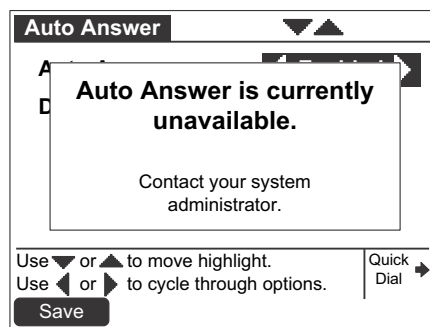 Auto Answer
Auto Answer is currently
unavailable.
Contact your system
administrator.
Use ▼ or ▲ to move highlight.
Use ◀ or ▶ to cycle through options.
Quick
Dial
Save